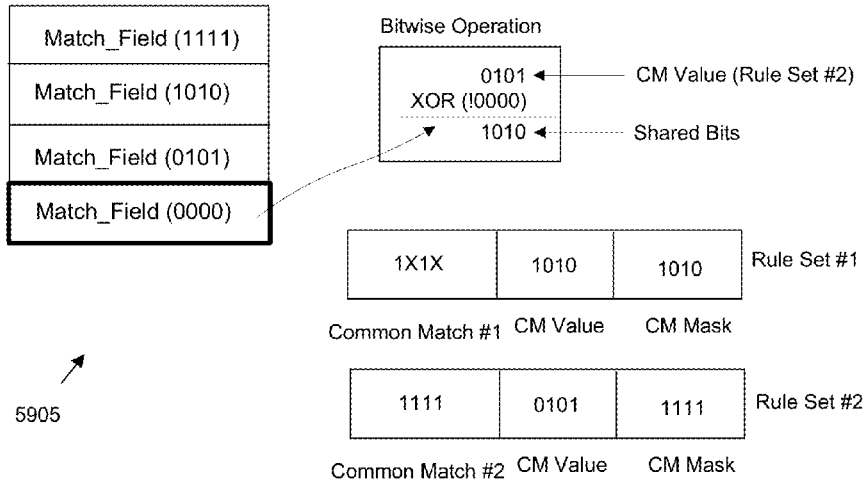 Match_Field (1111)
Match_Field (1010)
Match_Field (0101)
Match_Field (0000)
Bitwise Operation
0101
CM Value (Rule Set #2)
XOR (!0000)
1010
Shared Bits
1X1X
1010
1010
Rule Set #1
Common Match #1
CM Value
CM Mask
5905
1111
0101
1111
Rule Set #2
Common Match #2
CM Value
CM Mask